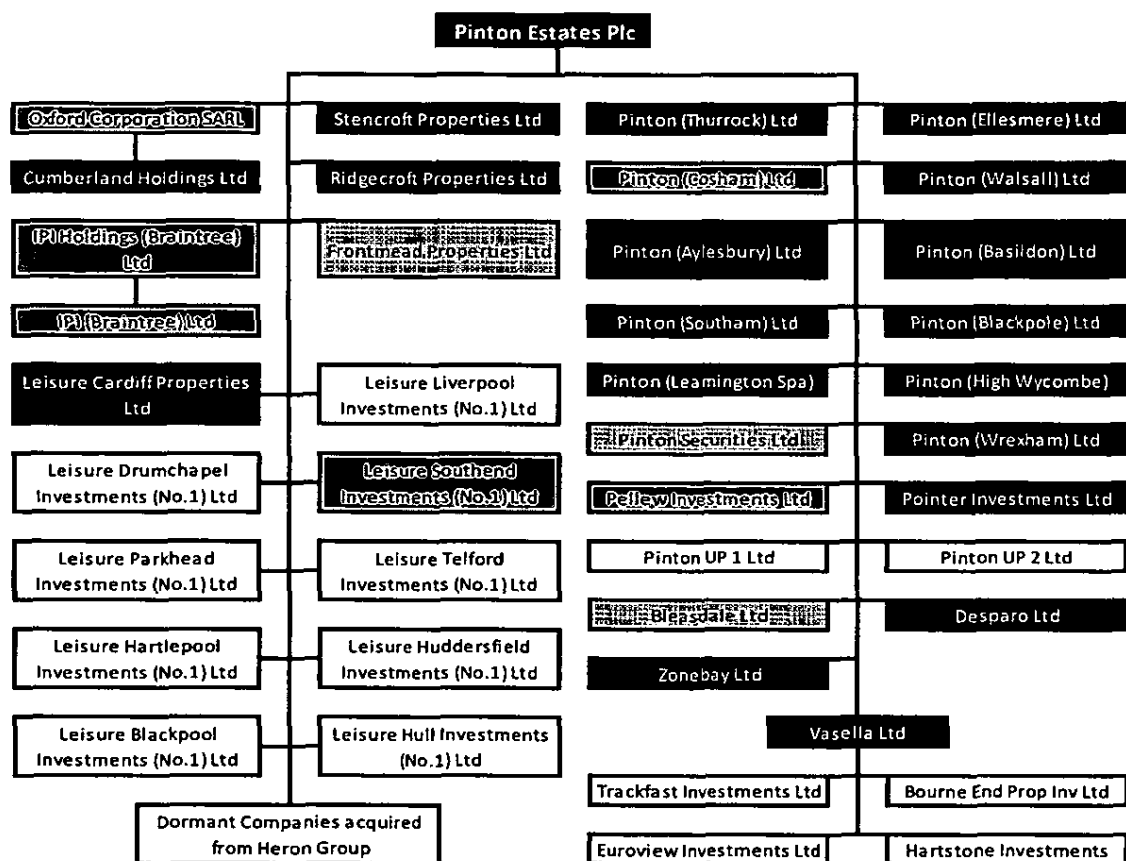 Pinton Estates Plc
Oxford Corporation SARL
Stencroft Properties Ltd
Pinton (Thurrock) Ltd
Pinton (Ellesmere) Ltd
Cumberland Holdings Ltd
Ridgecroft Properties Ltd
Pinton (Cosham) Ltd
Pinton (Walsall) Ltd
IPI Holdings (Braintree)
Ltd
Frontmead Properties Ltd
Pinton (Aylesbury) Ltd
Pinton (Basildon) Ltd
IPI (Braintree) Ltd
Pinton (Southam) Ltd
Pinton (Blackpole) Ltd
Leisure Cardiff Properties
Ltd
Leisure Liverpool
Investments (No.1) Ltd
Pinton (Leamington Spa)
Pinton (High Wycombe)
Pinton Securities Ltd
Pinton (Wrexham) Ltd
Leisure Drumchapel
Investments (No.1) Ltd
Leisure Southend
Investments (No.1) Ltd
Pellew Investments Ltd
Pointer Investments Ltd
Leisure Parkhead
Investments (No.1) Ltd
Leisure Telford
Investments (No.1) Ltd
Pinton UP 1 Ltd
Pinton UP 2 Ltd
Bleasdale Ltd
Desparo Ltd
Leisure Hartlepool
Investments (No.1) Ltd
Leisure Huddersfield
Investments (No.1) Ltd
Zonebay Ltd
Leisure Blackpool
Investments (No.1) Ltd
Leisure Hull Investments
(No.1) Ltd
Vasella Ltd
Trackfast Investments Ltd
Bourne End Prop Inv Ltd
Dormant Companies acquired
from Heron Group
Euroview Investments Ltd
Hartstone Investments